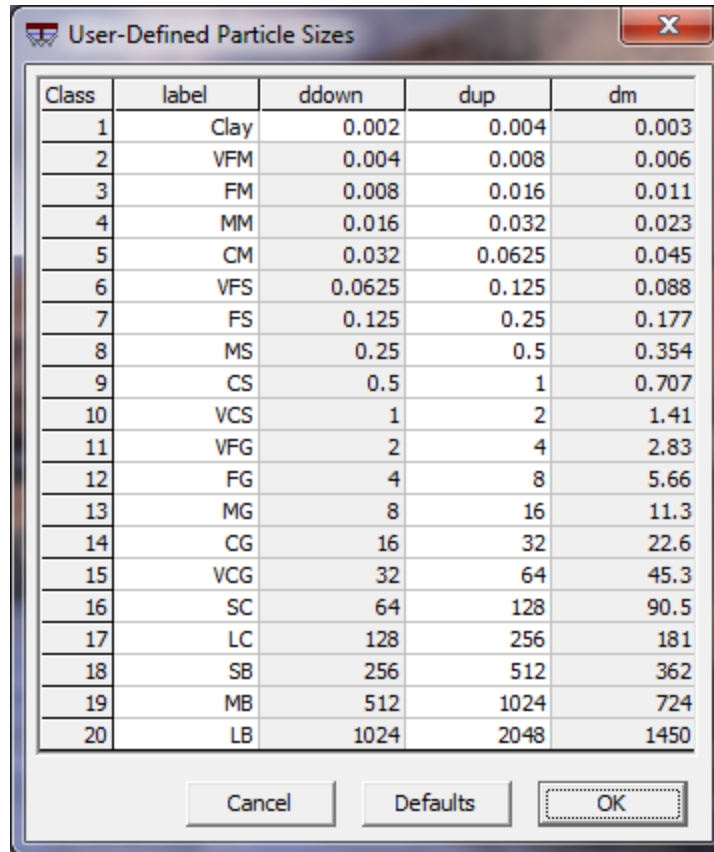 User-Defined Particle Sizes
Class label ddown dup dm
1 Clay 0.002 0.004 0.003
2 VFM 0.004 0.008 0.006
3 FM 0.008 0.016 0.011
4 MM 0.016 0.032 0.023
5 CM 0.032 0.0625 0.045
6 VFS 0.0625 0.125 0.088
7 FS 0.125 0.25 0.177
8 MS 0.25 0.5 0.354
9 CS 0.5 1 0.707
10 VCS 1 2 1.41
11 VFG 2 4 2.83
12 FG 4 8 5.66
13 MG 8 16 11.3
14 CG 16 32 22.6
15 VCG 32 64 45.3
16 SC 64 128 90.5
17 LC 128 256 181
18 SB 256 512 362
19 MB 512 1024 724
20 LB 1024 2048 1450
Cancel Defaults OK